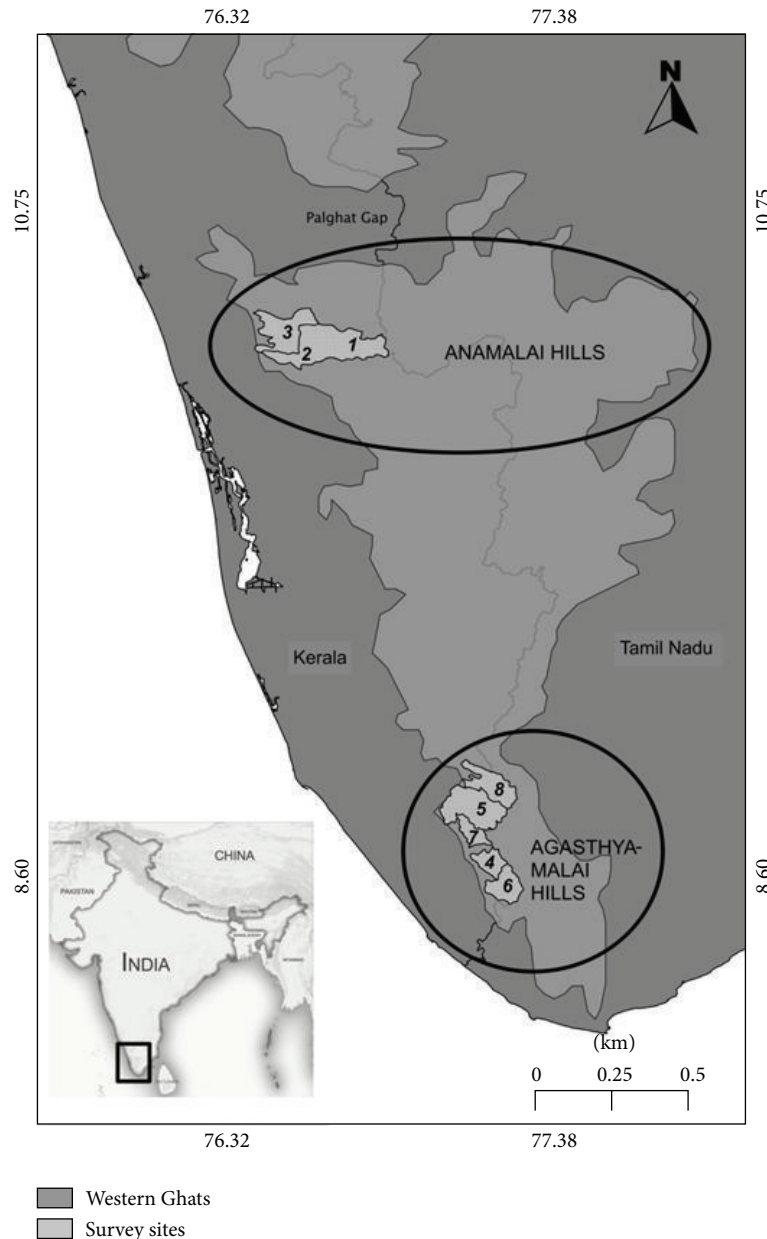 76.32 77.38
N
10.75 10.75
Palghat Gap
3
1
2
ANAMALAI HILLS
Kerala
Tamil Nadu
8
5
7
4
6
AGASTHYA-
MALAI
HILLS
8.60 8.60
CHINA
PAKISTAN
INDIA
(km)
0 0.25 0.5
76.32 77.38
Western Ghats
Survey sites